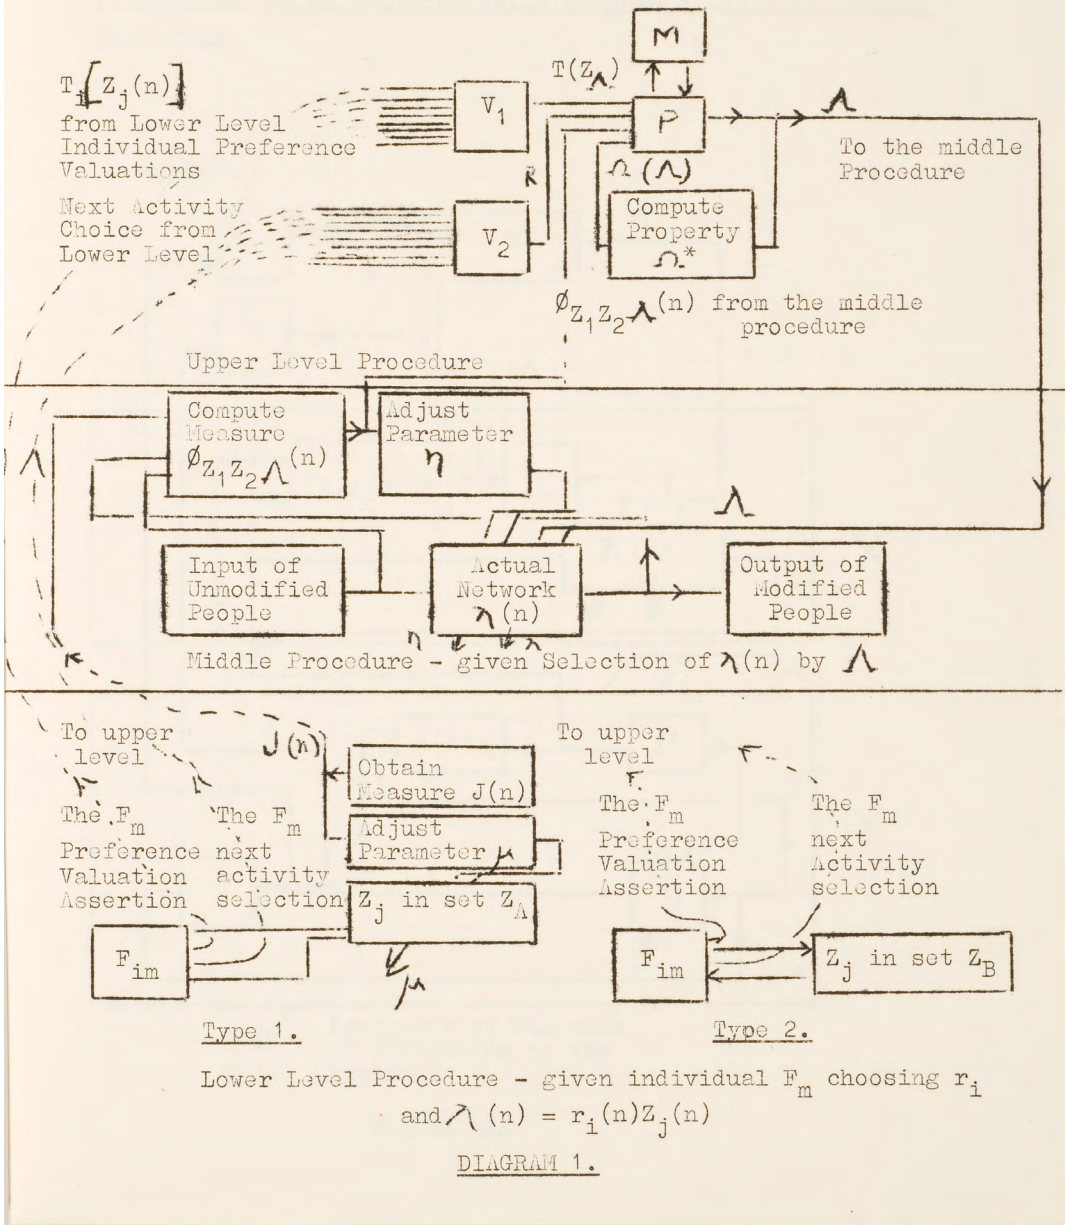 M
T(Z_Λ)
T_i[Z_j(n)]
from Lower Level
Individual Preference
Valuations
V_1
P
Λ
To the middle
Procedure
Ω(Λ)
Next Activity
Choice from
Lower Level
V_2
Compute
Property
Ω*
φ_{Z_1 Z_2 Λ}(n) from the middle
procedure
Upper Level Procedure
Compute
Measure
φ_{Z_1 Z_2 Λ}(n)
Adjust
Parameter
η
Λ
Λ
Input of
Unmodified
People
Actual
Network
λ(n)
Output of
Modified
People
η
λ
Middle Procedure - given Selection of λ(n) by Λ
To upper
level
J(n)
Obtain
Measure J(n)
Adjust
Parameter μ
The F_m
Preference
Valuation
Assertion
The F_m
next
activity
selection
Z_j in set Z_A
F_im
μ
Type 1.
To upper
level
The F_m
Preference
Valuation
Assertion
The F_m
next
Activity
selection
F_im
Z_j in set Z_B
Type 2.
Lower Level Procedure - given individual F_m choosing r_i
and λ(n) = r_i(n)Z_j(n)
DIAGRAM 1.